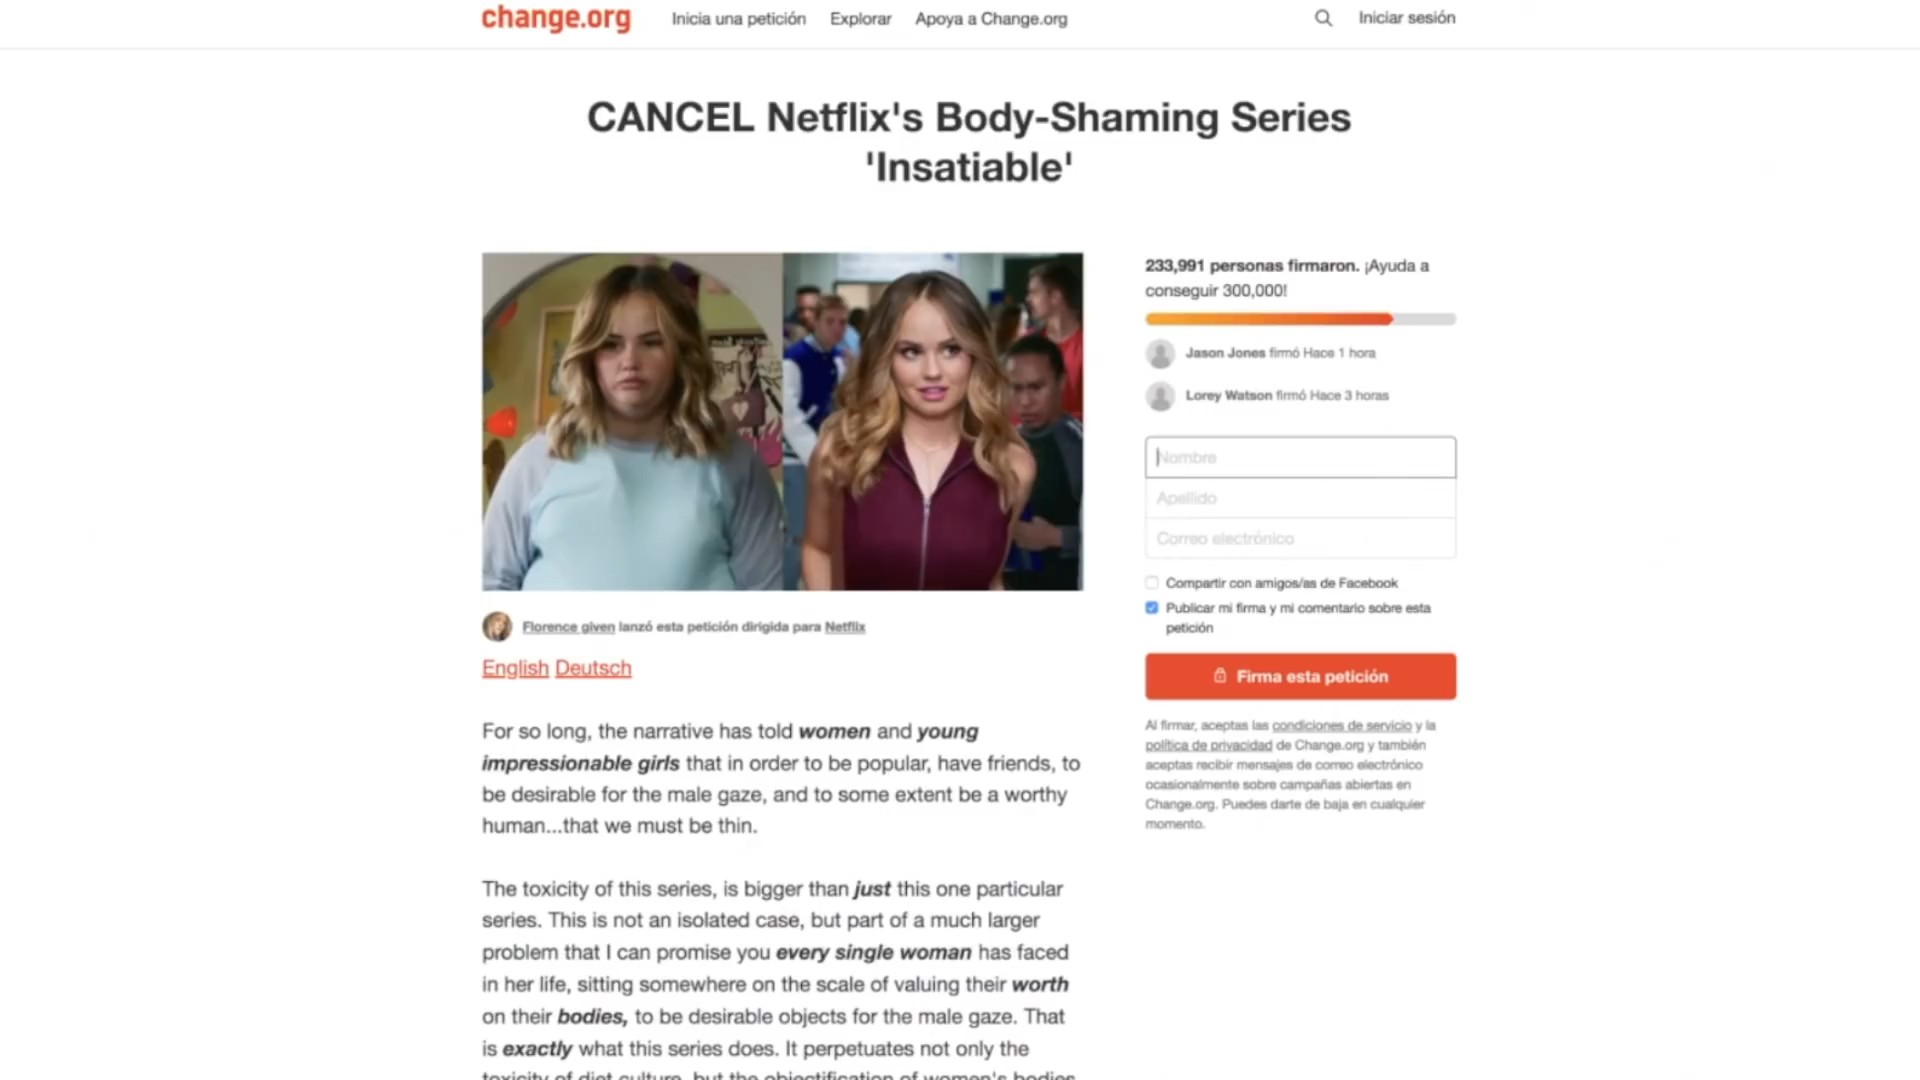 change.org
Inicia una petición
Explorar
Apoya a Change.org
Iniciar sesión
CANCEL Netflix's Body-Shaming Series
'Insatiable'
233,991 personas firmaron. ¡Ayuda a
conseguir 300,000!
Jason Jones firmó Hace 1 hora
Lorey Watson firmó Hace 3 horas
Nombre
Apellido
Correo electrónico
Compartir con amigos/as de Facebook
Publicar mi firma y mi comentario sobre esta
petición
Firma esta petición
Al firmar, aceptas las condiciones de servicio y la
política de privacidad de Change.org y también
aceptas recibir mensajes de correo electrónico
ocasionalmente sobre campañas abiertas en
Change.org. Puedes darte de baja en cualquier
momento.
Florence given lanzó esta petición dirigida para Netflix
English Deutsch
For so long, the narrative has told women and young
impressionable girls that in order to be popular, have friends, to
be desirable for the male gaze, and to some extent be a worthy
human...that we must be thin.
The toxicity of this series, is bigger than just this one particular
series. This is not an isolated case, but part of a much larger
problem that I can promise you every single woman has faced
in her life, sitting somewhere on the scale of valuing their worth
on their bodies, to be desirable objects for the male gaze. That
is exactly what this series does. It perpetuates not only the
toxicity of diet culture, but the objectification of women's bodies